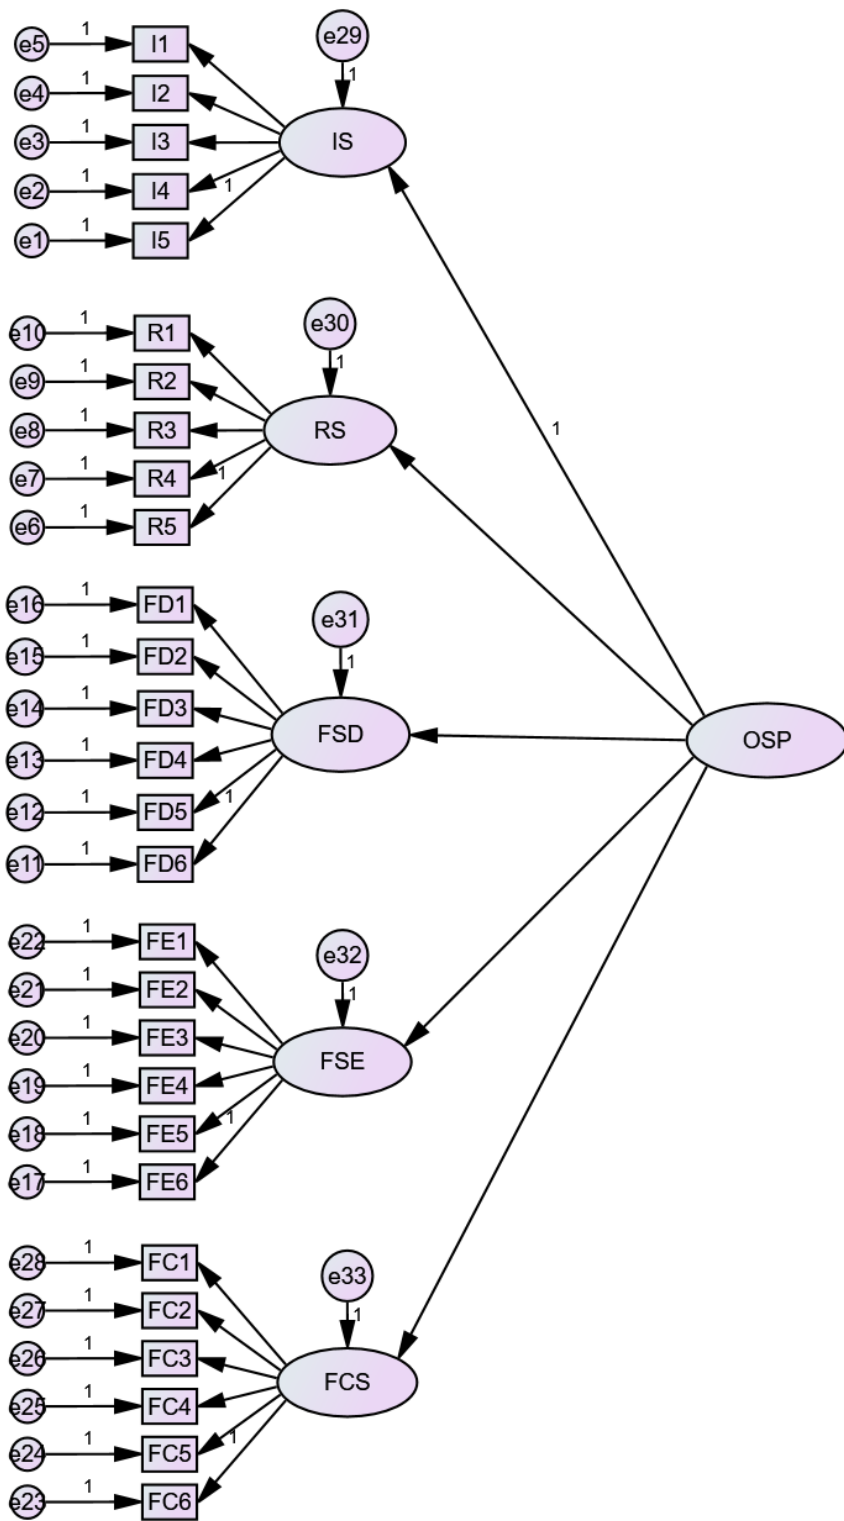 e5 1 I1 e29
e4 1 I2 1
e3 1 I3 IS
e2 1 I4 1
e1 1 I5
e10 1 R1 e30
e9 1 R2 1
e8 1 R3 RS 1
e7 1 R4 1
e6 1 R5
e16 1 FD1 e31
e15 1 FD2 1
e14 1 FD3 FSD OSP
e13 1 FD4
e12 1 FD5 1
e11 1 FD6
e22 1 FE1 e32
e21 1 FE2 1
e20 1 FE3 FSE
e19 1 FE4
e18 1 FE5 1
e17 1 FE6
e28 1 FC1 e33
e27 1 FC2 1
e26 1 FC3 FCS
e25 1 FC4
e24 1 FC5 1
e23 1 FC6